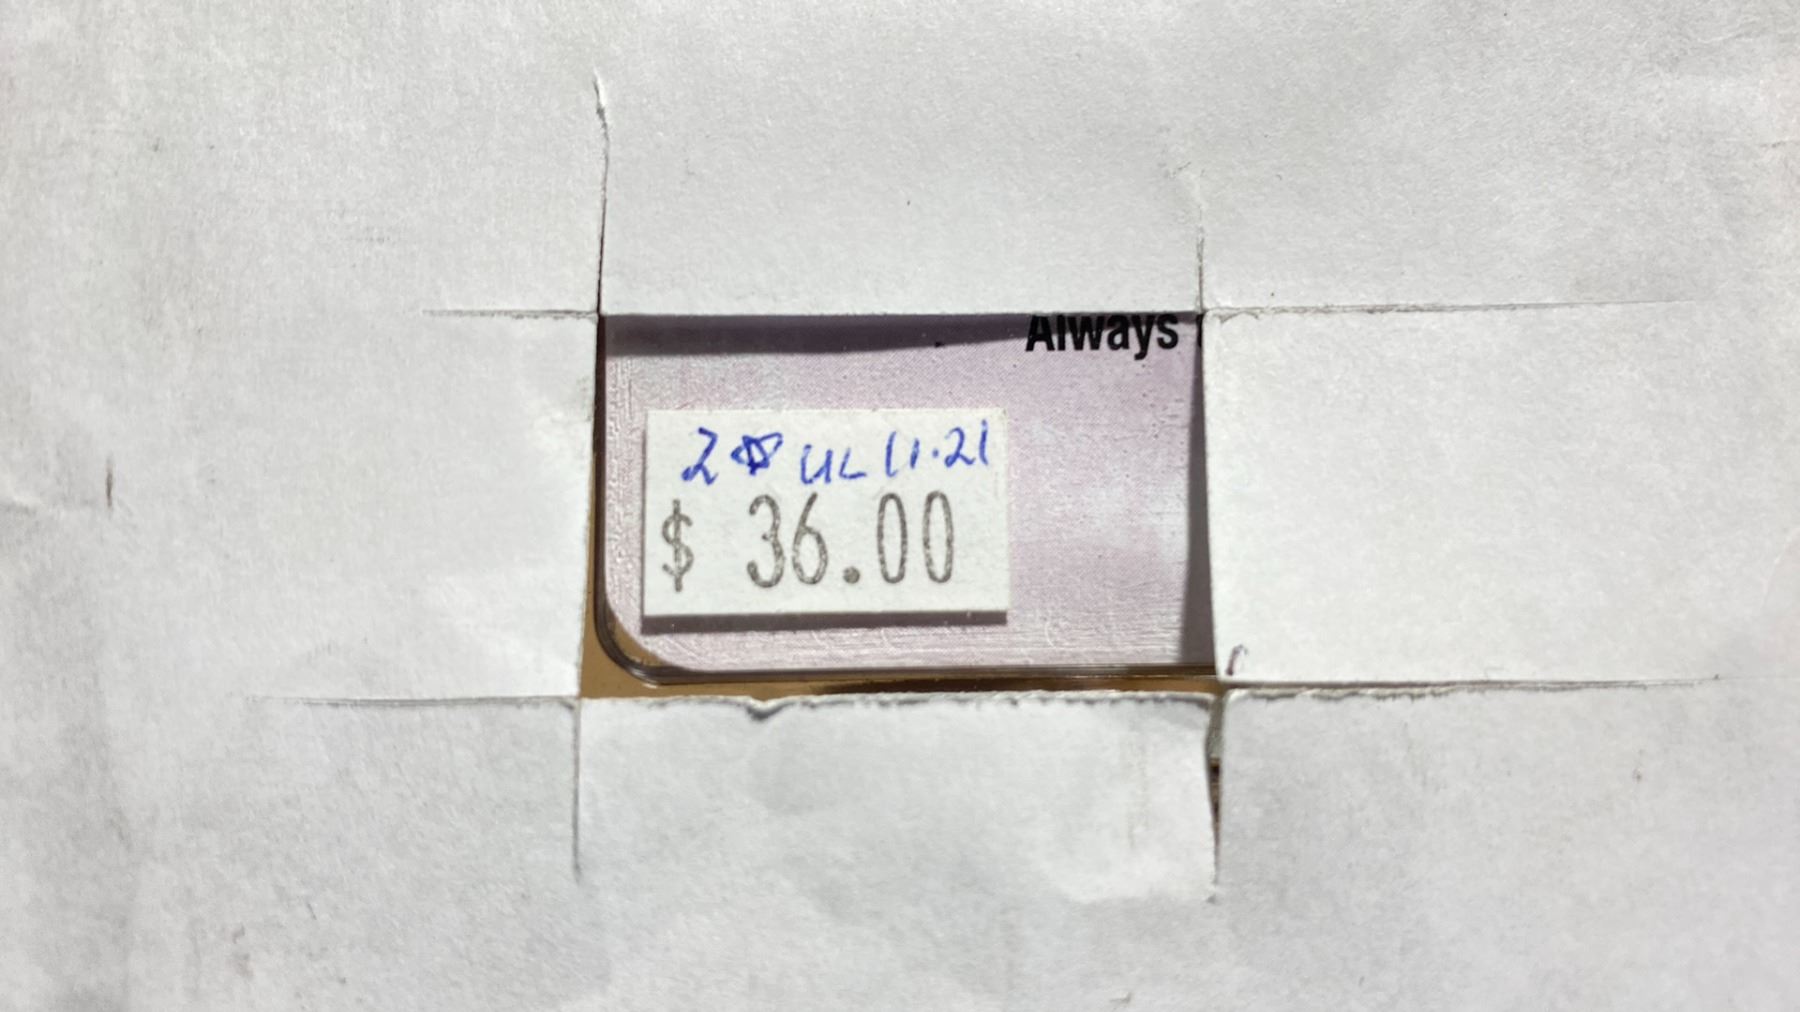 Always
2☆ UL 11.21
$ 36.00